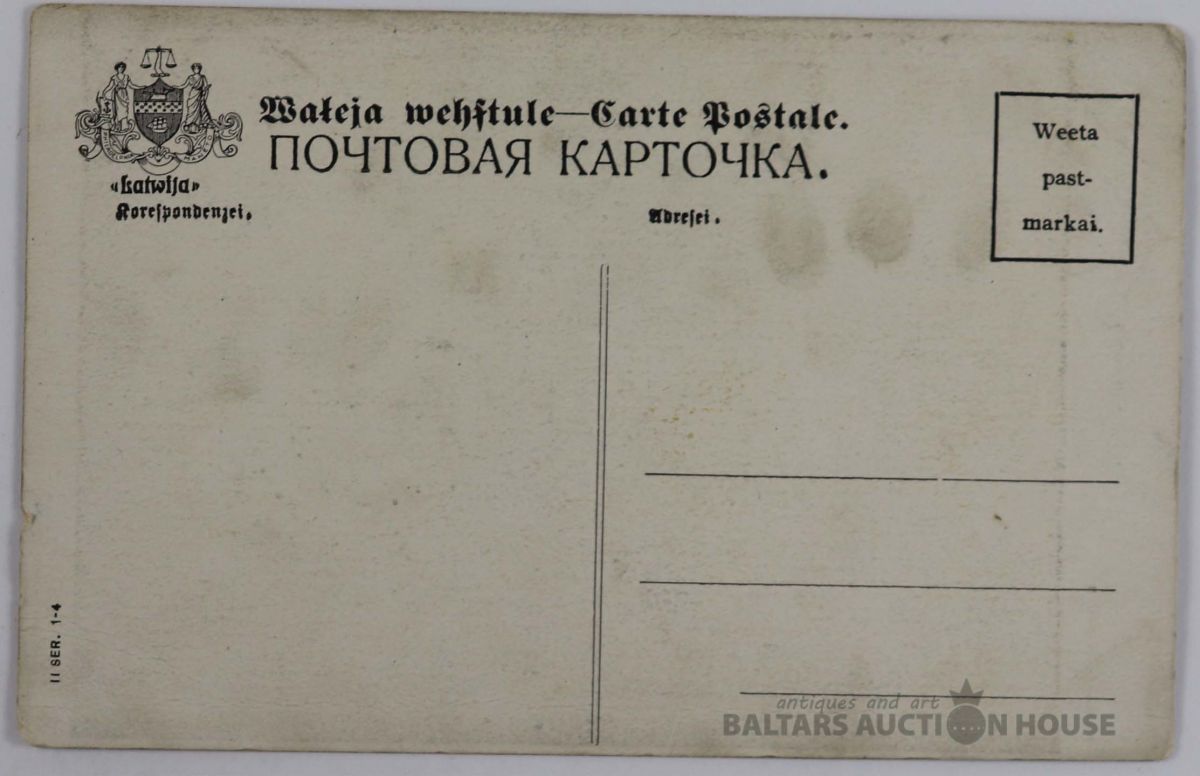 Waļeja wehstule—Carte Postale.
ПОЧТОВАЯ КАРТОЧКА.
«Latwija»
Korespondenzei.
Adresei.
Weeta
past-
markai.
II SER. 1-4
antiques and art
BALTARS AUCTION HOUSE